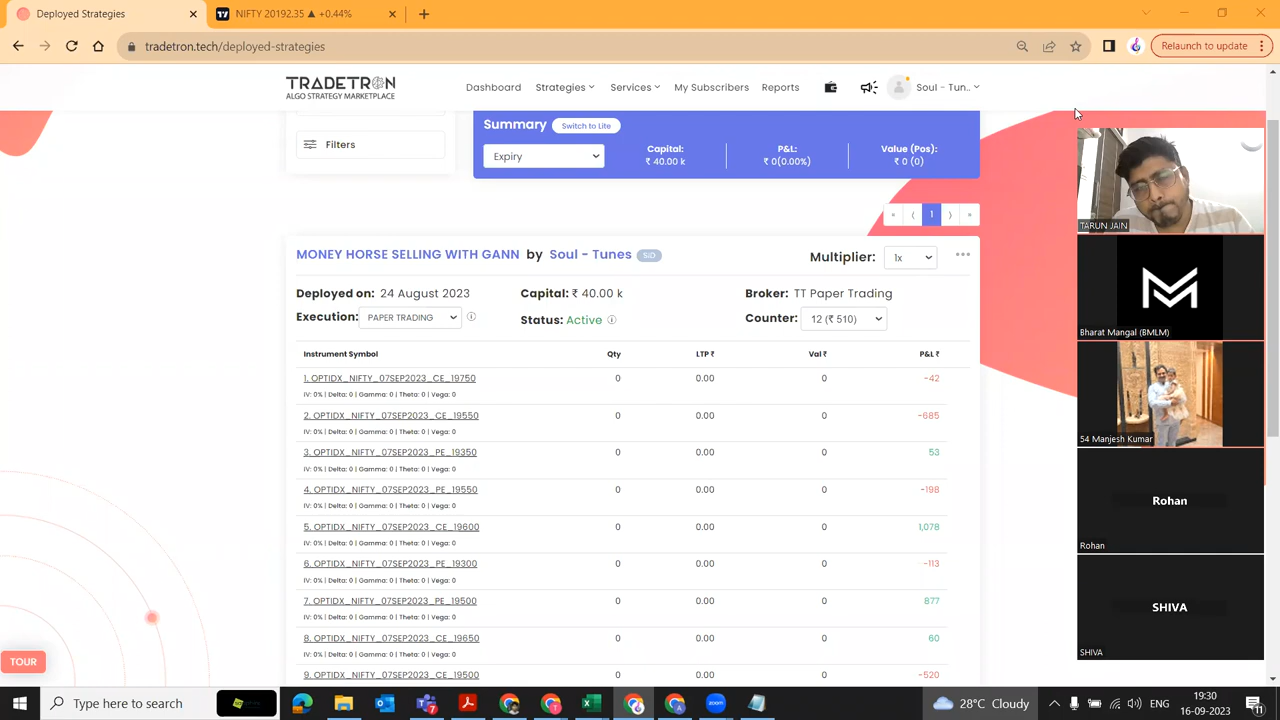 Deployed Strategies
NIFTY 20192.35 ▲ +0.44%
tradetron.tech/deployed-strategies
Relaunch to update
TRADETRON
ALGO STRATEGY MARKETPLACE
Dashboard
Strategies
Services
My Subscribers
Reports
Soul - Tun..
Filters
Summary
Switch to Lite
Expiry
Capital:
₹ 40.00 k
P&L:
₹ 0(0.00%)
Value (Pos):
₹ 0 (0)
« ⟨ 1 ⟩ »
MONEY HORSE SELLING WITH GANN by Soul - Tunes SID
Multiplier: 1x
Deployed on: 24 August 2023
Capital: ₹ 40.00 k
Broker: TT Paper Trading
Execution: PAPER TRADING
Status: Active
Counter: 12 (₹ 510)
Instrument Symbol Qty LTP ₹ Val ₹ P&L ₹
1. OPTIDX_NIFTY_07SEP2023_CE_19750 0 0.00 0 -42
IV: 0% | Delta: 0 | Gamma: 0 | Theta: 0 | Vega: 0
2. OPTIDX_NIFTY_07SEP2023_CE_19550 0 0.00 0 -685
IV: 0% | Delta: 0 | Gamma: 0 | Theta: 0 | Vega: 0
3. OPTIDX_NIFTY_07SEP2023_PE_19350 0 0.00 0 53
IV: 0% | Delta: 0 | Gamma: 0 | Theta: 0 | Vega: 0
4. OPTIDX_NIFTY_07SEP2023_PE_19550 0 0.00 0 -198
IV: 0% | Delta: 0 | Gamma: 0 | Theta: 0 | Vega: 0
5. OPTIDX_NIFTY_07SEP2023_CE_19600 0 0.00 0 1,078
IV: 0% | Delta: 0 | Gamma: 0 | Theta: 0 | Vega: 0
6. OPTIDX_NIFTY_07SEP2023_PE_19300 0 0.00 0 -113
IV: 0% | Delta: 0 | Gamma: 0 | Theta: 0 | Vega: 0
7. OPTIDX_NIFTY_07SEP2023_PE_19500 0 0.00 0 877
IV: 0% | Delta: 0 | Gamma: 0 | Theta: 0 | Vega: 0
8. OPTIDX_NIFTY_07SEP2023_CE_19650 0 0.00 0 60
IV: 0% | Delta: 0 | Gamma: 0 | Theta: 0 | Vega: 0
9. OPTIDX_NIFTY_07SEP2023_CE_19500 0 0.00 0 -520
TOUR
TARUN JAIN
Bharat Mangal (BMLM)
54 Manjesh Kumar
Rohan
Rohan
SHIVA
SHIVA
Type here to search
zoom
28°C Cloudy
19:30
16-09-2023
11